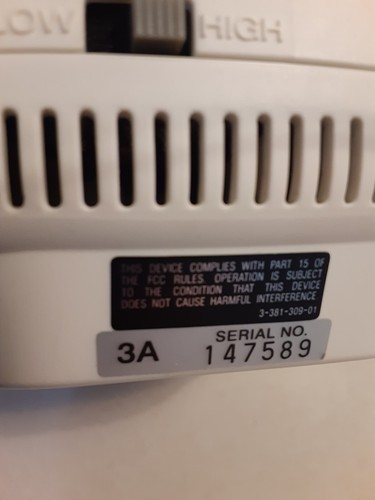 LOW HIGH
THIS DEVICE COMPLIES WITH PART 15 OF
THE FCC RULES. OPERATION IS SUBJECT
TO THE CONDITION THAT THIS DEVICE
DOES NOT CAUSE HARMFUL INTERFERENCE.
3-381-309-01
3A SERIAL NO.
147589